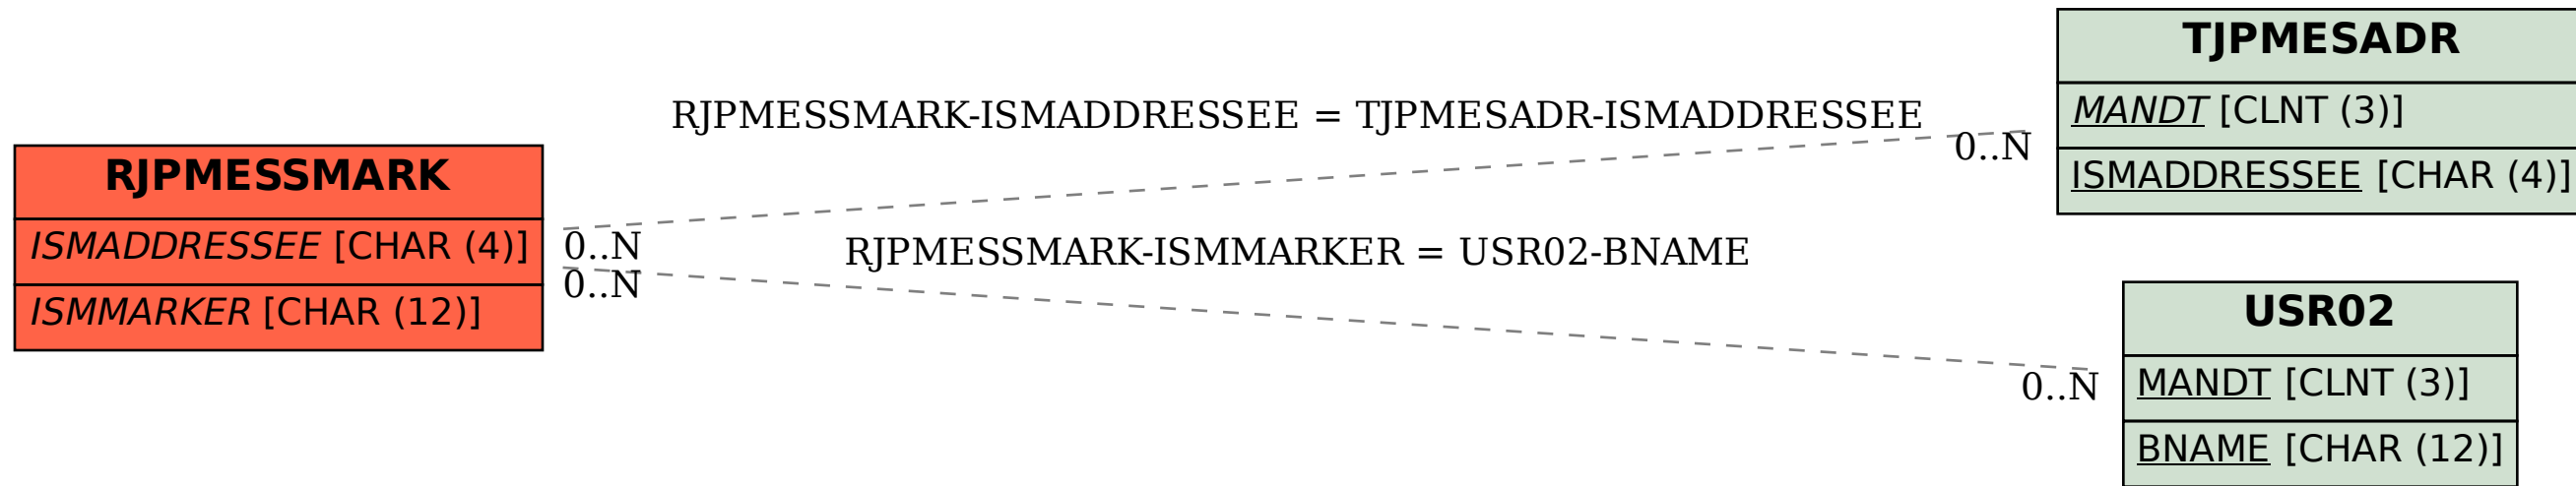 RJPMESSMARK
ISMADDRESSEE [CHAR (4)]
ISMMARKER [CHAR (12)]
RJPMESSMARK-ISMADDRESSEE = TJPMESADR-ISMADDRESSEE
0..N
0..N
RJPMESSMARK-ISMMARKER = USR02-BNAME
0..N
0..N
TJPMESADR
MANDT [CLNT (3)]
ISMADDRESSEE [CHAR (4)]
USR02
MANDT [CLNT (3)]
BNAME [CHAR (12)]